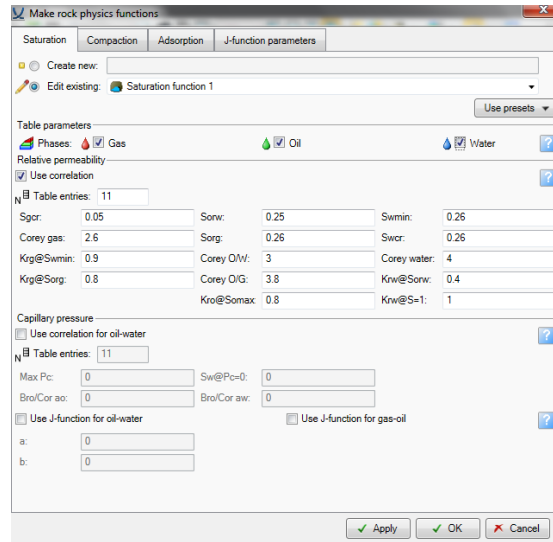 Make rock physics functions
Saturation Compaction Adsorption J-function parameters
Create new:
Edit existing: Saturation function 1
Use presets
Table parameters
Phases: Gas Oil Water ?
Relative permeability
Use correlation ?
N Table entries: 11
Sgcr: 0.05 Sorw: 0.25 Swmin: 0.26
Corey gas: 2.6 Sorg: 0.26 Swcr: 0.26
Krg@Swmin: 0.9 Corey O/W: 3 Corey water: 4
Krg@Sorg: 0.8 Corey O/G: 3.8 Krw@Sorw: 0.4
Kro@Somax: 0.8 Krw@S=1: 1
Capillary pressure
Use correlation for oil-water ?
N Table entries: 11
Max Pc: 0 Sw@Pc=0: 0
Bro/Cor ao: 0 Bro/Cor aw: 0
Use J-function for oil-water Use J-function for gas-oil ?
a: 0
b: 0
Apply OK Cancel